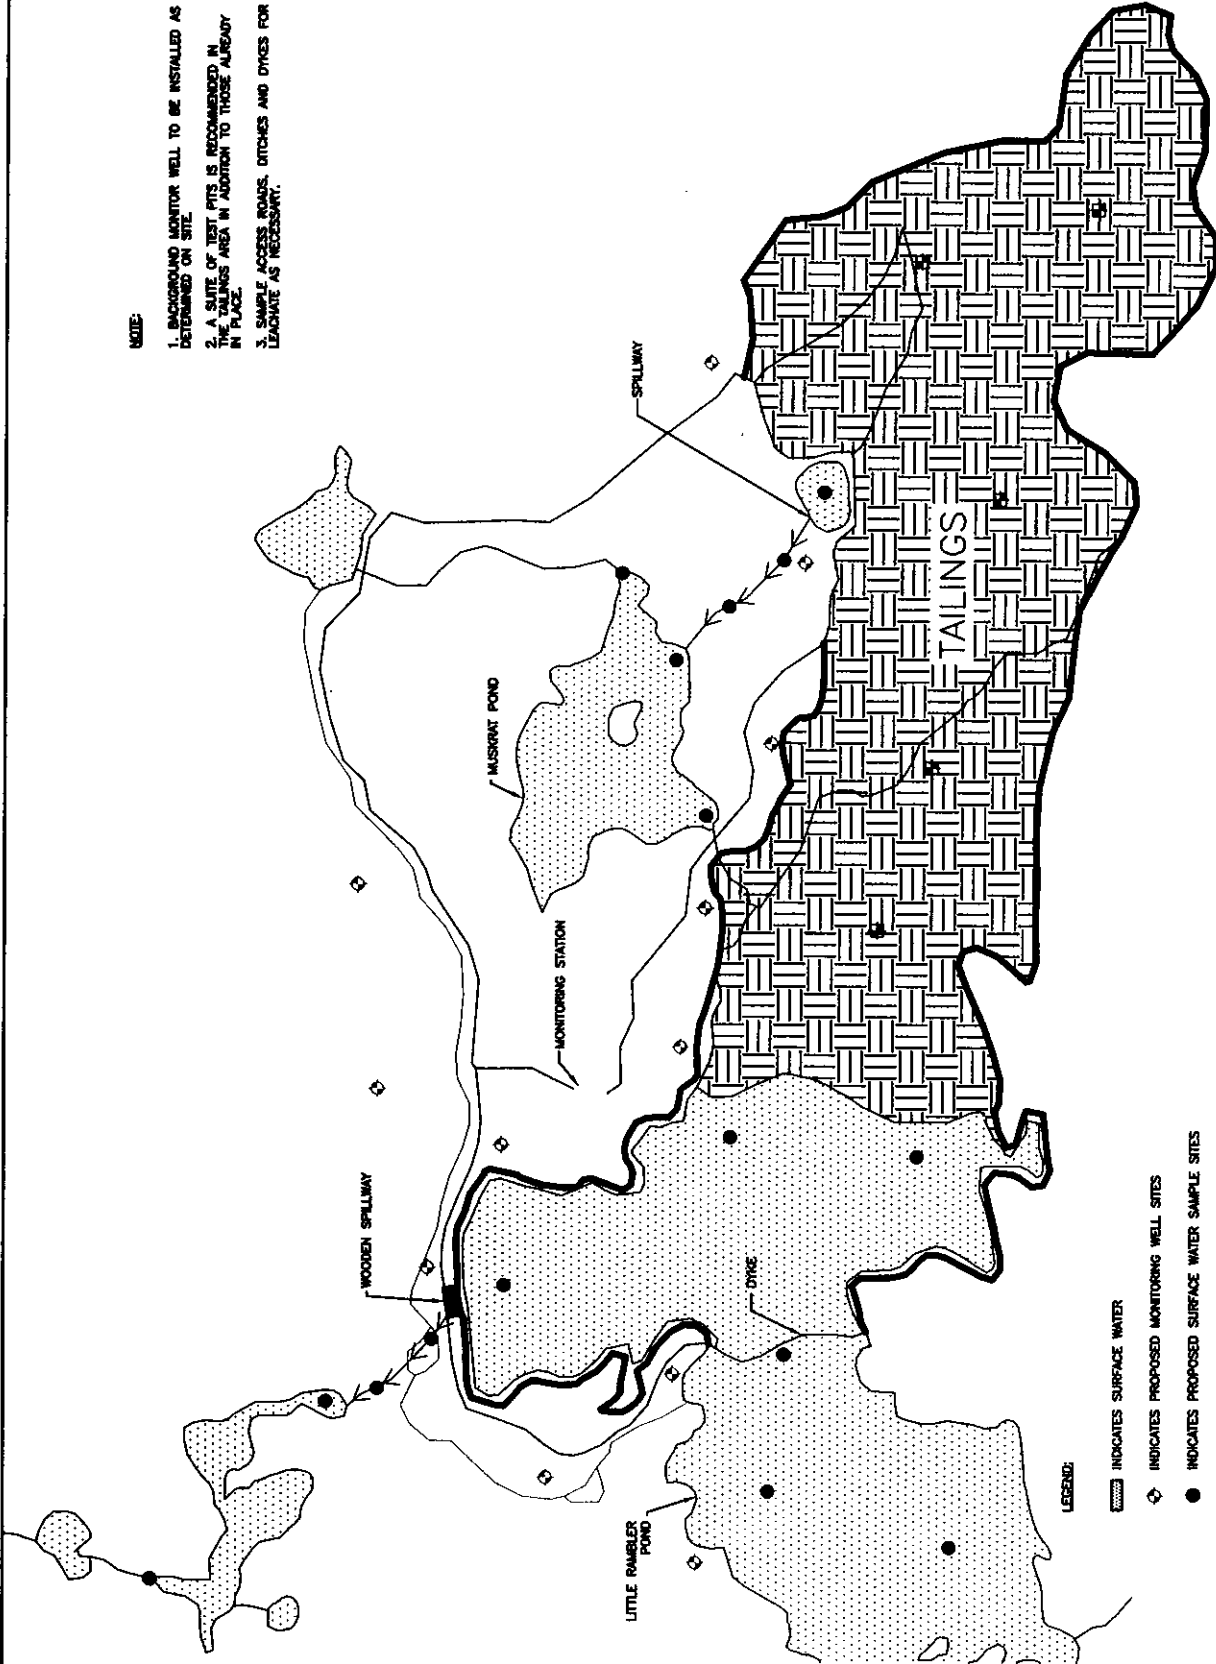 NOTE:
1. BACKGROUND MONITOR WELL TO BE INSTALLED AS
DETERMINED ON SITE.
2. A SUITE OF TEST PITS IS RECOMMENDED IN
THE TAILINGS AREA IN ADDITION TO THOSE ALREADY
IN PLACE.
3. SAMPLE ACCESS ROADS, DITCHES AND DYKES FOR
LEACHATE AS NECESSARY.
SPILLWAY
MUSKRAT POND
TAILINGS
MONITORING STATION
WOODEN SPILLWAY
DYKE
LITTLE RAMBLER
POND
LEGEND:
INDICATES SURFACE WATER
INDICATES PROPOSED MONITORING WELL SITES
INDICATES PROPOSED SURFACE WATER SAMPLE SITES